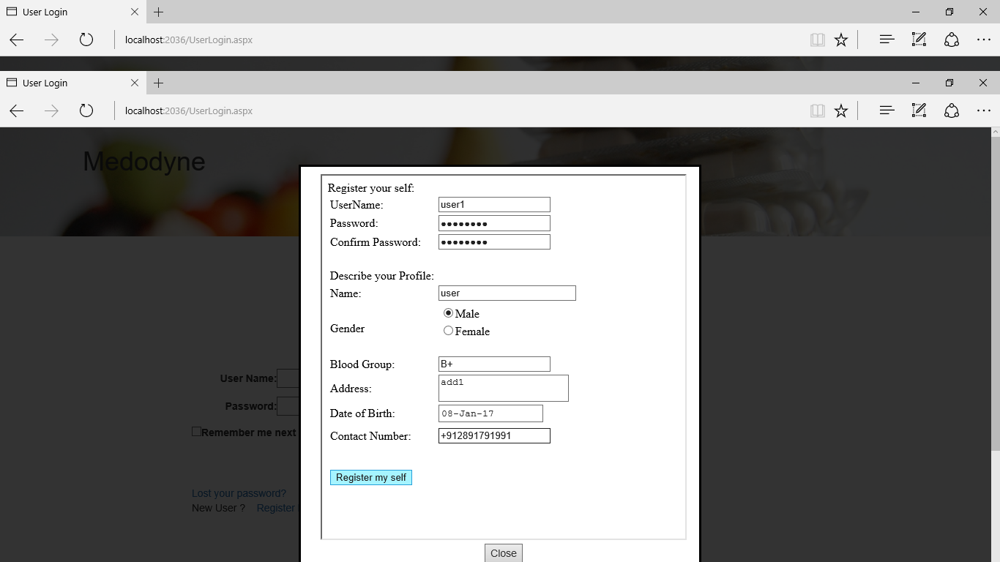 User Login
localhost:2036/UserLogin.aspx
User Login
localhost:2036/UserLogin.aspx
Medodyne
Register your self:
UserName: user1
Password: ●●●●●●●●
Confirm Password: ●●●●●●●●
Describe your Profile:
Name: user
Male
Gender
Female
Blood Group: B+
Address: add1
Date of Birth: 08-Jan-17
Contact Number: +912891791991
Register my self
Close
User Name:
Password:
Remember me next
Lost your password?
New User ? Register